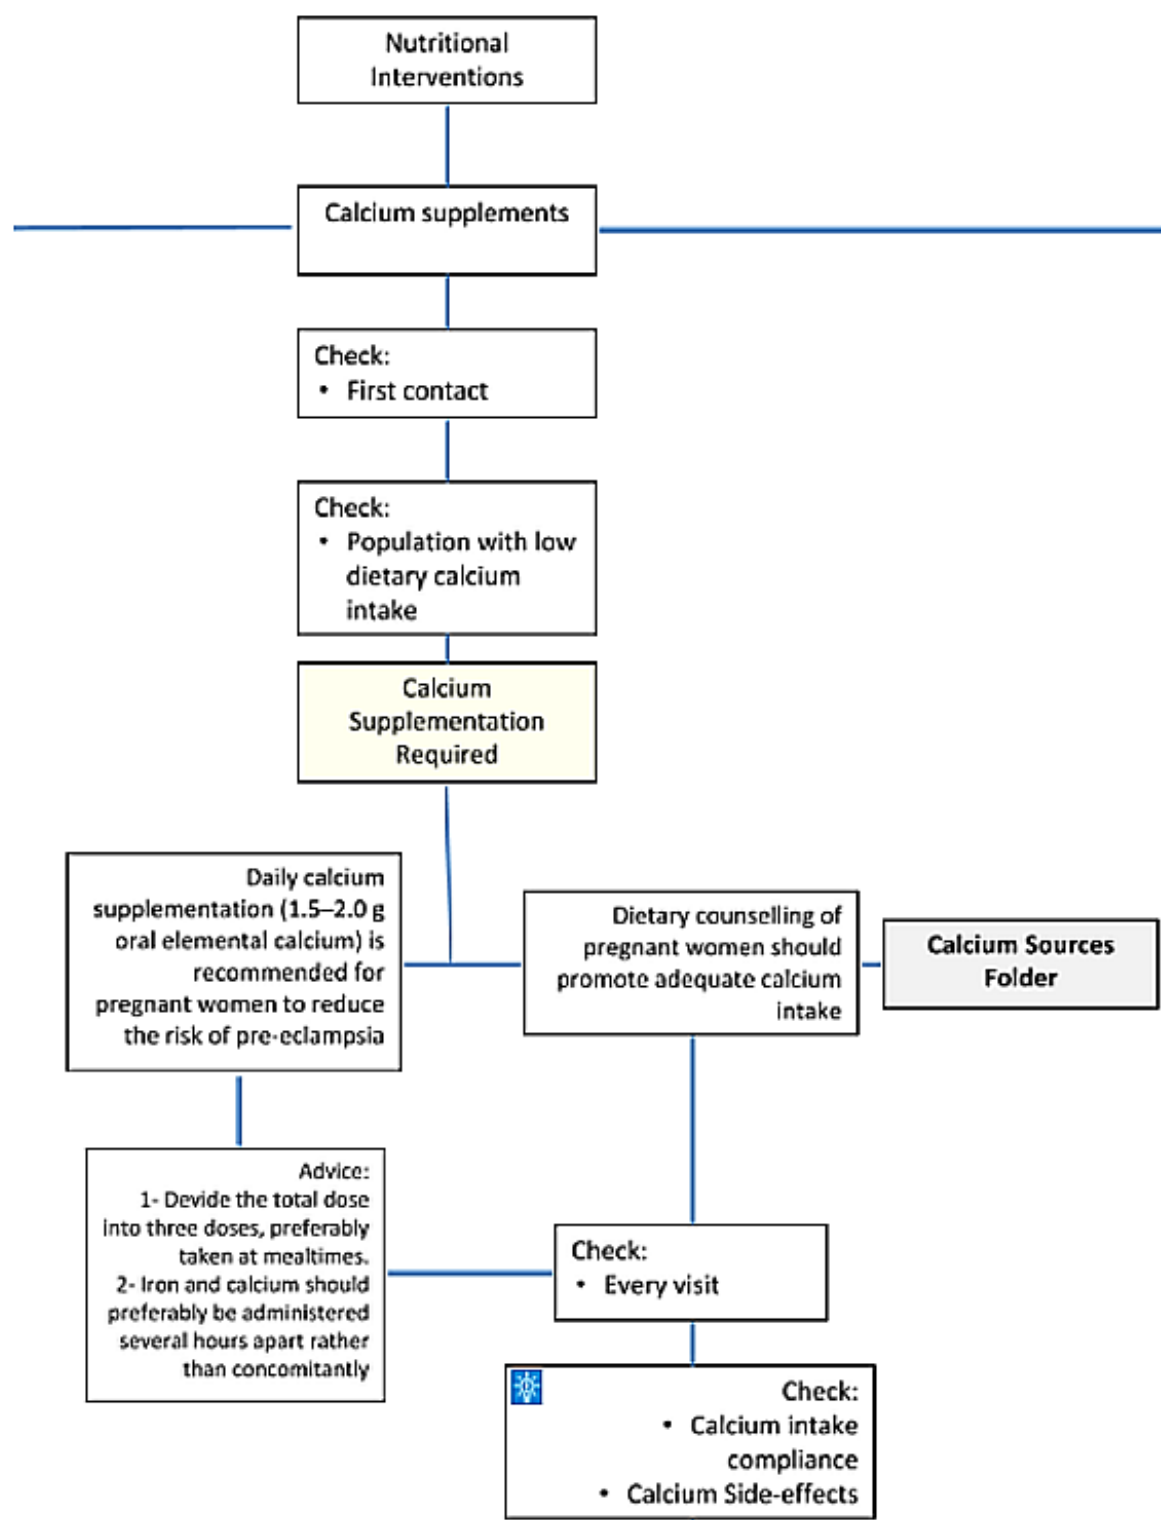 Nutritional
Interventions
Calcium supplements
Check:
• First contact
Check:
• Population with low
dietary calcium
intake
Calcium
Supplementation
Required
Daily calcium
supplementation (1.5–2.0 g
oral elemental calcium) is
recommended for
pregnant women to reduce
the risk of pre-eclampsia
Dietary counselling of
pregnant women should
promote adequate calcium
intake
Calcium Sources
Folder
Advice:
1- Devide the total dose
into three doses, preferably
taken at mealtimes.
2- Iron and calcium should
preferably be administered
several hours apart rather
than concomitantly
Check:
• Every visit
Check:
• Calcium intake
compliance
• Calcium Side-effects